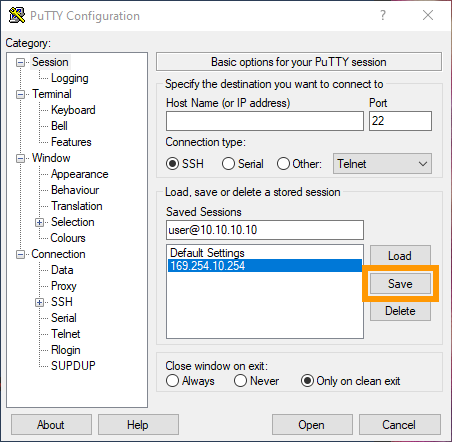 PuTTY Configuration
?
Category:
Session
Logging
Terminal
Keyboard
Bell
Features
Window
Appearance
Behaviour
Translation
Selection
Colours
Connection
Data
Proxy
SSH
Serial
Telnet
Rlogin
SUPDUP
Basic options for your PuTTY session
Specify the destination you want to connect to
Host Name (or IP address) Port
22
Connection type:
SSH Serial Other: Telnet
Load, save or delete a stored session
Saved Sessions
user@10.10.10.10
Default Settings
169.254.10.254
Load
Save
Delete
Close window on exit:
Always Never Only on clean exit
About Help Open Cancel